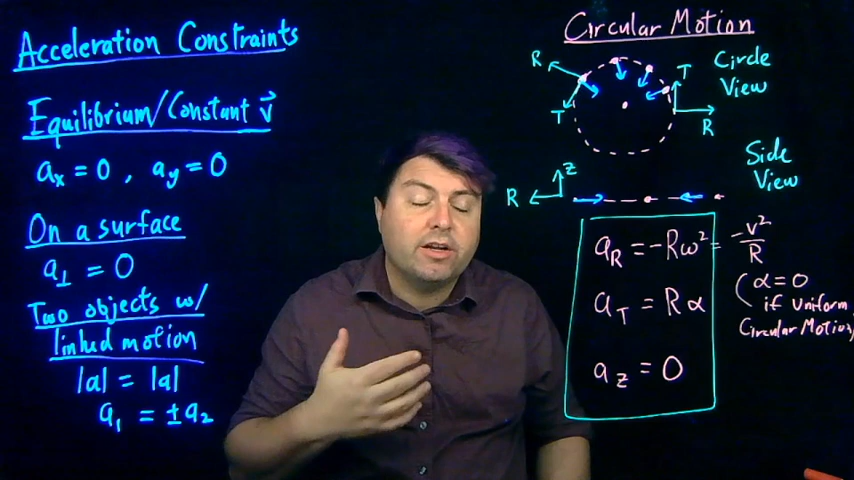 Acceleration Constraints
Equilibrium/Constant v⃗
aₓ = 0 , a_y = 0
On a surface
a_⊥ = 0
Two objects w/
linked motion
|a| = |a|
a₁ = ±a₂
Circular Motion
R
T
T
R
Circle
View
Side
View
Z
R
a_R = -Rω² = -v²/R
a_T = Rα
α = 0
if uniform
Circular Motion
a_z = 0